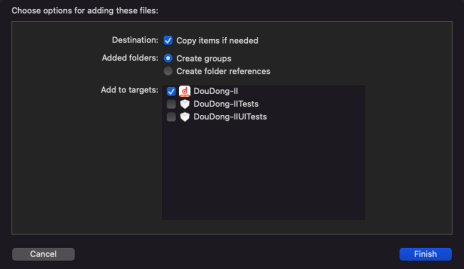 Choose options for adding these files:
Destination: Copy items if needed
Added folders: Create groups
Create folder references
Add to targets: DouDong-II
DouDong-IITests
DouDong-IIUITests
Cancel Finish